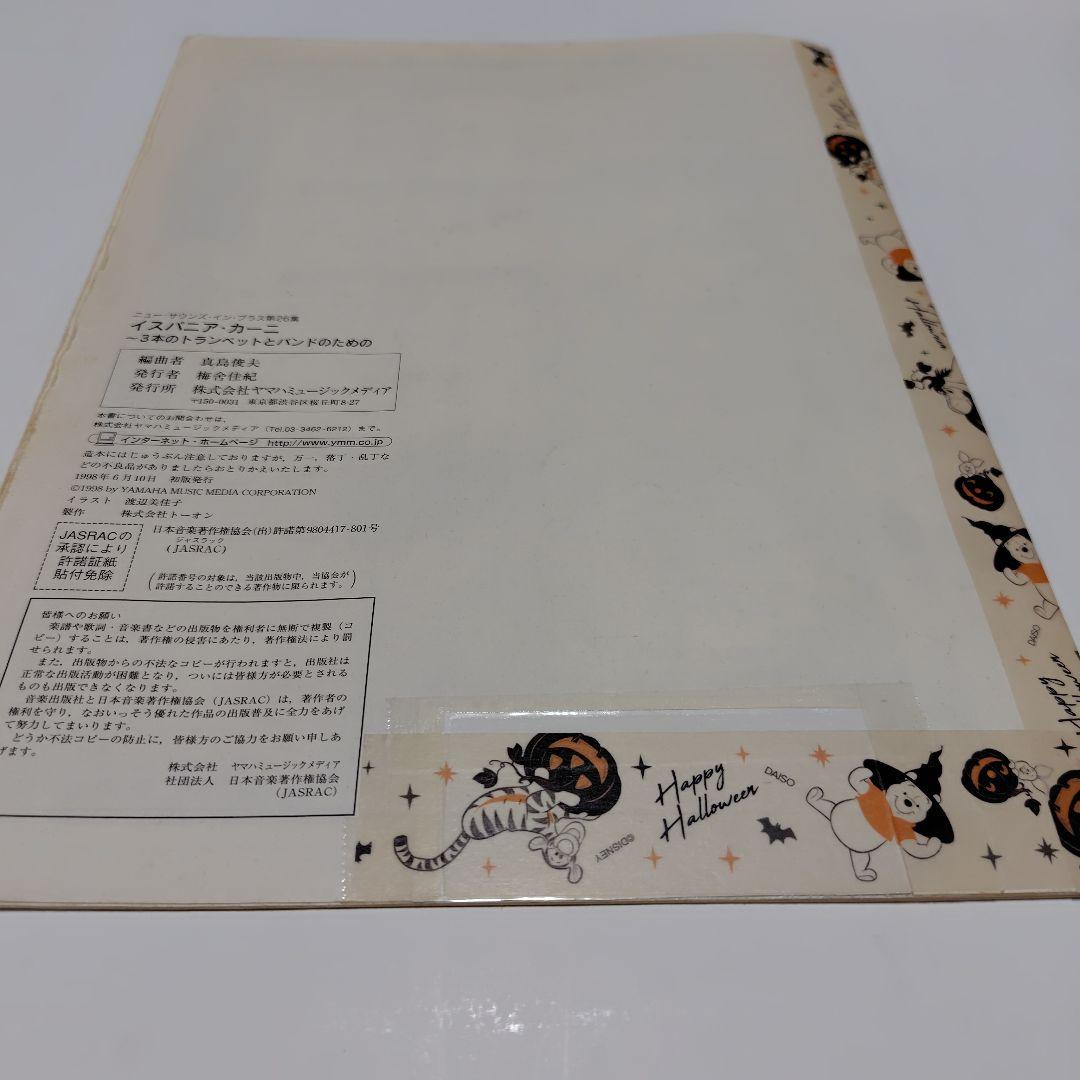 ニュー・サウンズ・イン・ブラス第26集
イスパニア・カーニ
～3本のトランペットとバンドのための
編曲者 真島俊夫
発行者 梅舎佳紀
発行所 株式会社ヤマハミュージックメディア
〒150-0031 東京都渋谷区桜丘町8-27
本書についてのお問合わせは、
株式会社ヤマハミュージックメディア (Tel.03-3462-6212) まで。
インターネット・ホームページ http://www.ymm.co.jp
造本にはじゅうぶん注意しておりますが, 万一, 落丁・乱丁な
どの不良品がありましたらおとりかえいたします。
1998年6月10日 初版発行
©1998 by YAMAHA MUSIC MEDIA CORPORATION
イラスト 渡辺美佳子
製作 株式会社トーオン
JASRACの
承認により
許諾証紙
貼付免除
日本音楽著作権協会(出)許諾第9804417-801号
ジャスラック
(JASRAC)
(許諾番号の対象は, 当該出版物中, 当協会が
許諾することのできる著作物に限られます。)
皆様へのお願い
楽譜や歌詞・音楽書などの出版物を権利者に無断で複製(コ
ピー)することは, 著作権の侵害にあたり, 著作権法により罰
せられます。
また, 出版物からの不法なコピーが行われますと, 出版社は
正常な出版活動が困難となり, ついには皆様方が必要とされる
ものも出版できなくなります。
音楽出版社と日本音楽著作権協会(JASRAC)は, 著作者の
権利を守り, なおいっそう優れた作品の出版普及に全力をあげ
て努力してまいります。
どうか不法コピーの防止に, 皆様方のご協力をお願い申しあ
げます。
株式会社 ヤマハミュージックメディア
社団法人 日本音楽著作権協会
(JASRAC)
Happy
Halloween
DAISO
©DISNEY
DAISO
Happy
Halloween